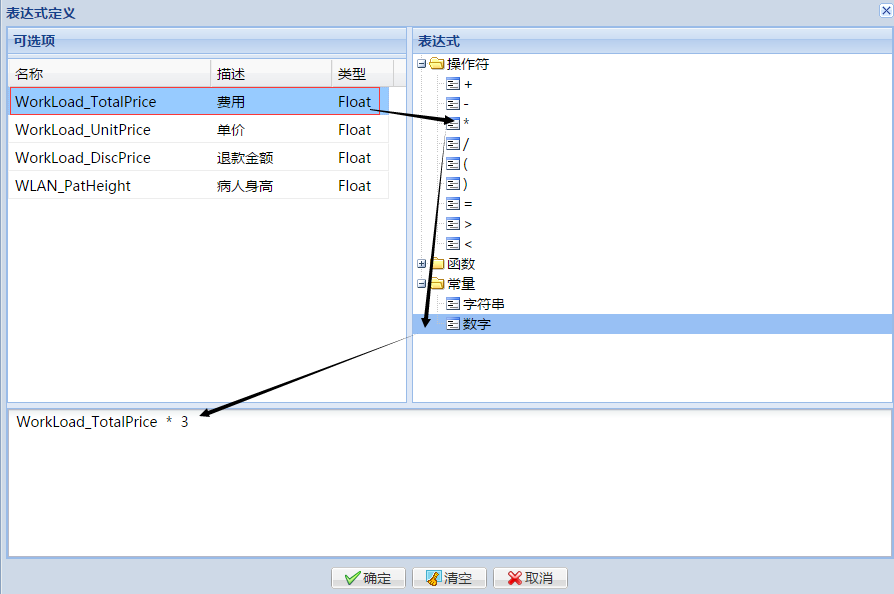 表达式定义
可选项
名称 描述 类型
WorkLoad_TotalPrice 费用 Float
WorkLoad_UnitPrice 单价 Float
WorkLoad_DiscPrice 退款金额 Float
WLAN_PatHeight 病人身高 Float
表达式
操作符
+
-
*
/
(
)
=
>
<
函数
常量
字符串
数字
WorkLoad_TotalPrice * 3
确定 清空 取消